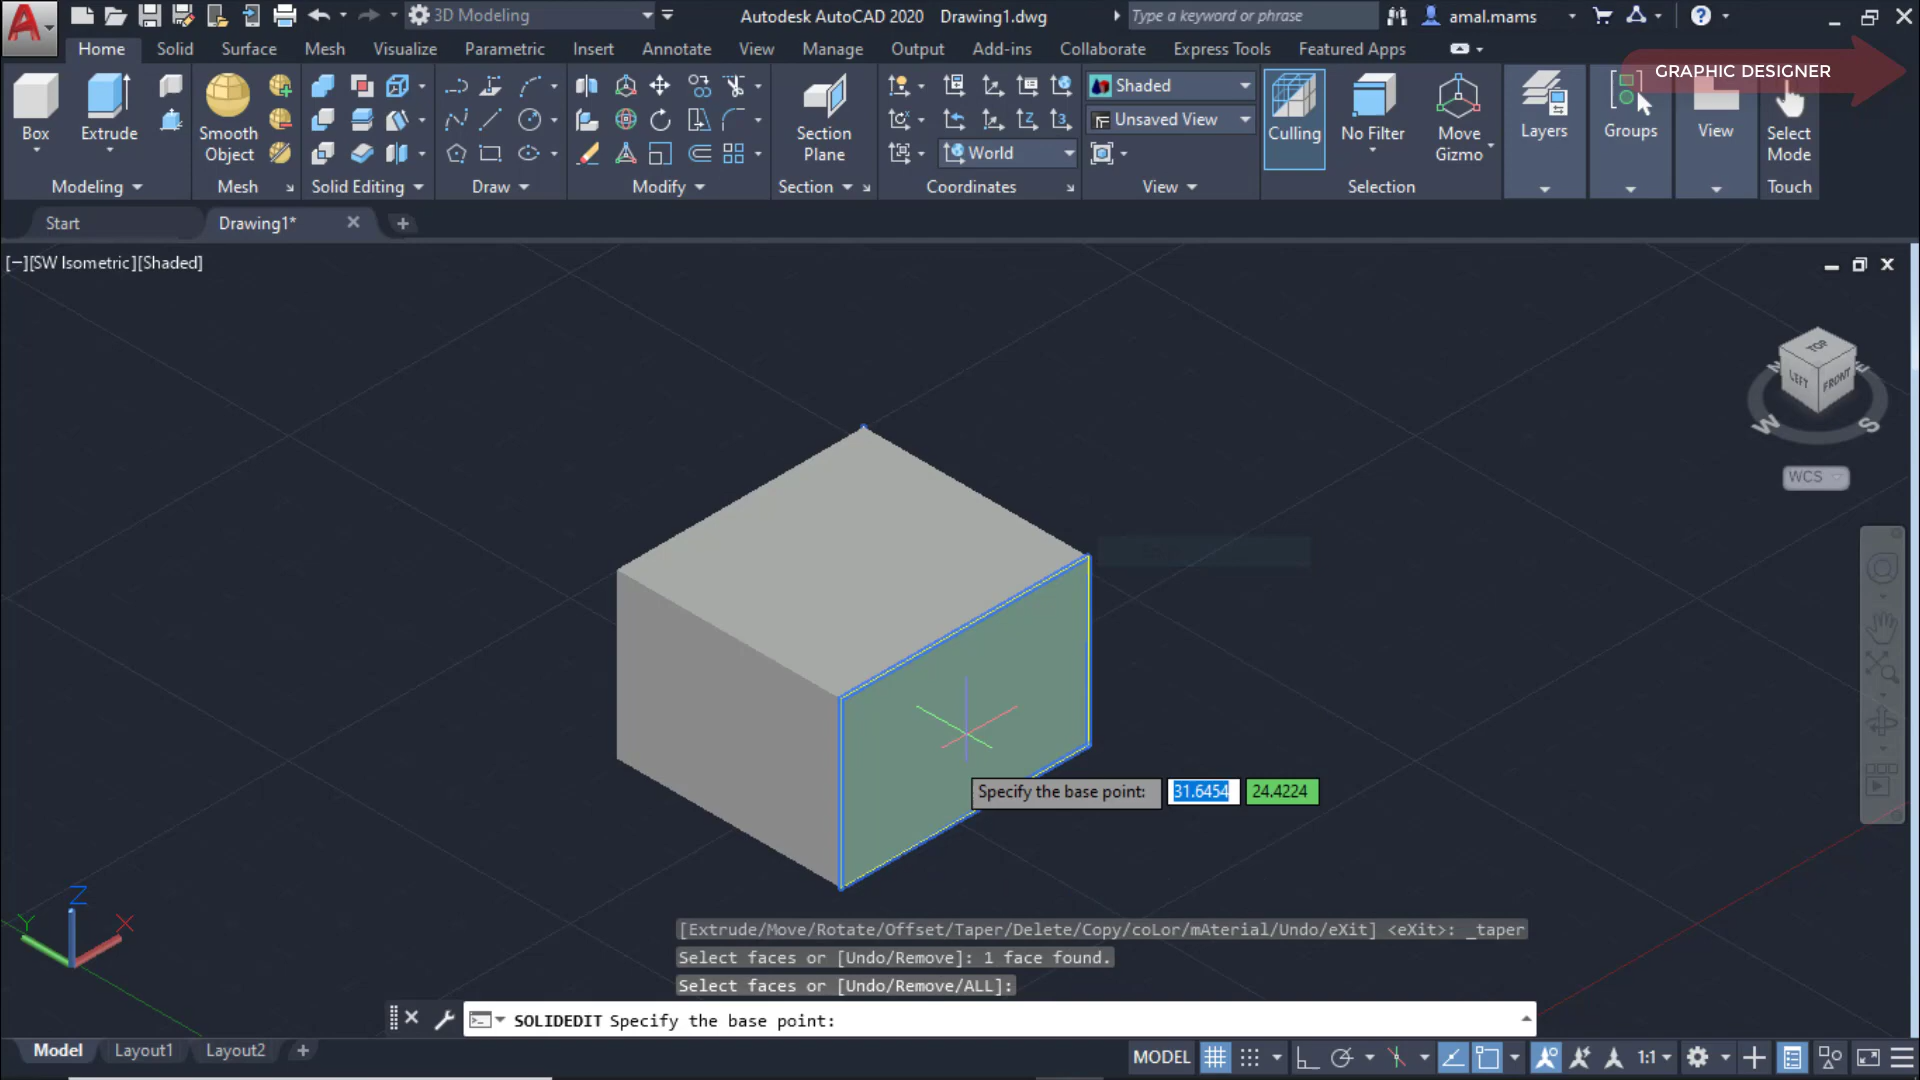 3D Modeling
Autodesk AutoCAD 2020 Drawing1.dwg
Type a keyword or phrase
amal.mams
Home Solid Surface Mesh Visualize Parametric Insert Annotate View Manage Output Add-ins Collaborate Express Tools Featured Apps
GRAPHIC DESIGNER
Box
Extrude
Smooth
Object
Section
Plane
World
Shaded
Unsaved View
Culling
No Filter
Move
Gizmo
Layers
Groups
View
Select
Mode
Modeling
Mesh
Solid Editing
Draw
Modify
Section
Coordinates
View
Selection
Touch
Start
Drawing1*
[−][SW Isometric][Shaded]
TOP
LEFT
FRONT
W
S
WCS
Specify the base point: 31.6454 24.4224
Z
Y
X
[Extrude/Move/Rotate/Offset/Taper/Delete/Copy/coLor/mAterial/Undo/eXit] <eXit>: _taper
Select faces or [Undo/Remove]: 1 face found.
Select faces or [Undo/Remove/ALL]:
SOLIDEDIT Specify the base point:
Model Layout1 Layout2
MODEL
1:1